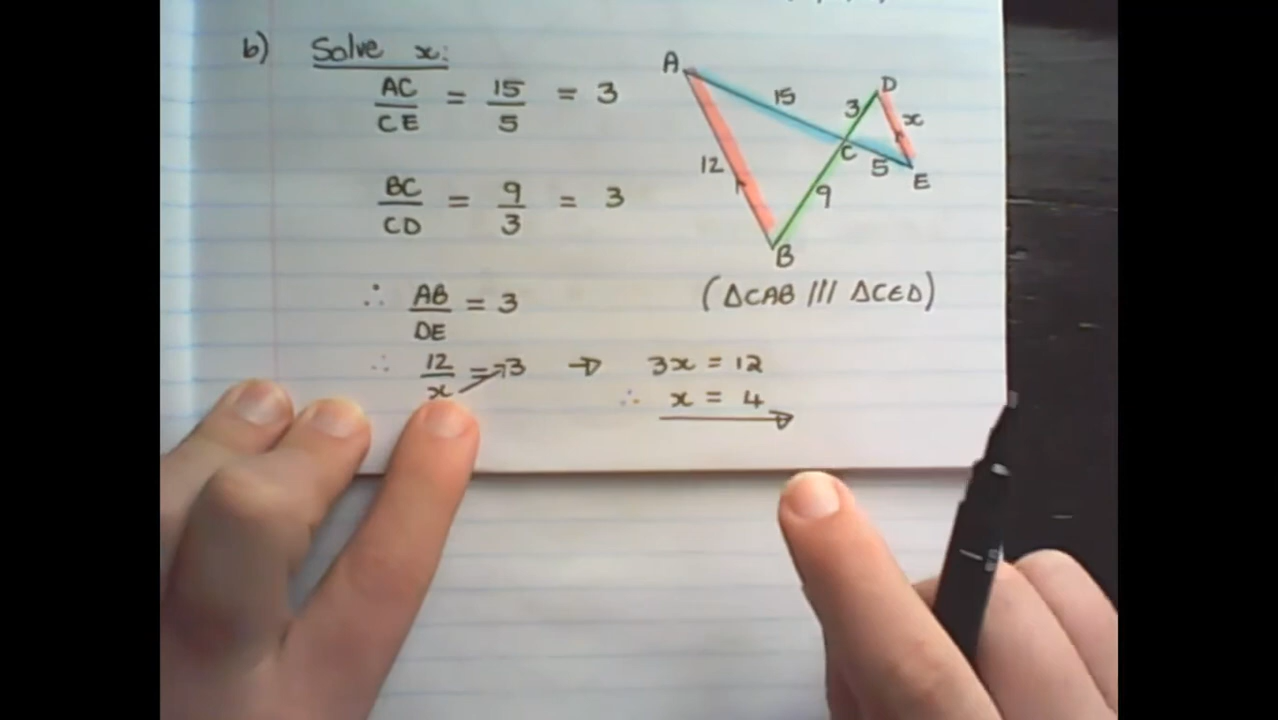 b) Solve x:
AC/CE = 15/5 = 3
BC/CD = 9/3 = 3
∴ AB/DE = 3
∴ 12/x = 3 → 3x = 12
∴ x = 4
A
15
D
3
x
C
12
5
E
9
B
(ΔCAB /// ΔCED)